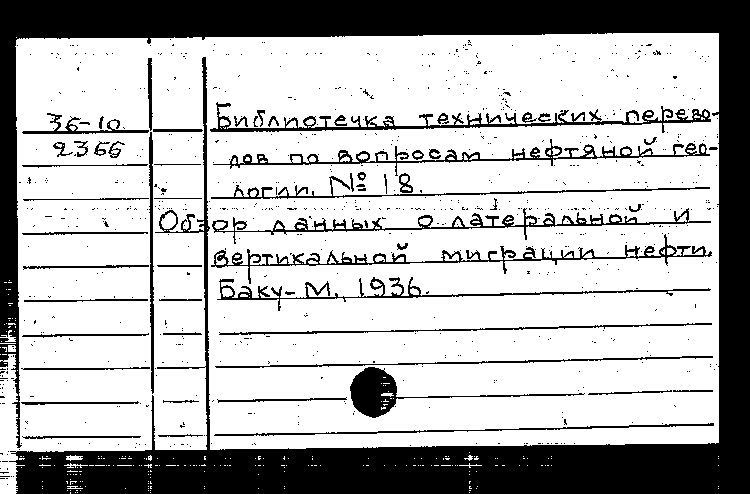 36-10 Библиотечка технических перево-
2366 дов по вопросам нефтяной гео-
логии. № 18.
Обзор данных о латеральной и
вертикальной миграции нефти.
Баку-М., 1936.